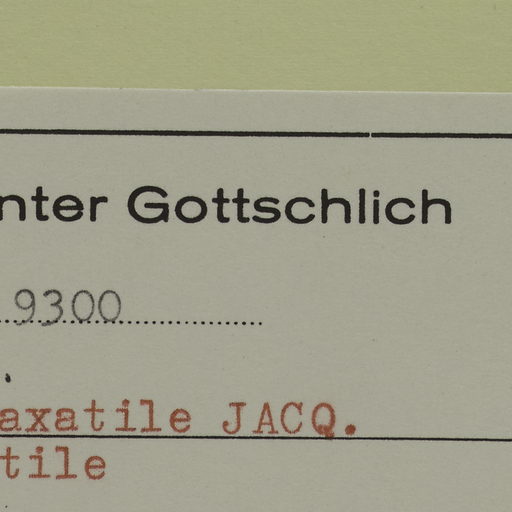 nter Gottschlich
9300
.
axatile JACQ.
tile